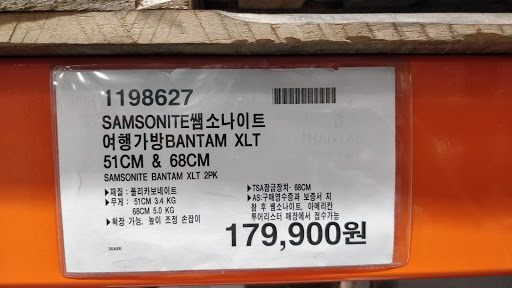 1198627
SAMSONITE쌤소나이트
여행가방BANTAM XLT
51CM & 68CM
SAMSONITE BANTAM XLT 2PK
▶재질: 폴리카보네이트
▶무게: 51CM 3.4 KG
68CM 5.0 KG
▶확장 가능, 높이 조정 손잡이
▶TSA잠금장치- 68CM
▶AS:구매영수증과 보증서 지
참 후 쌤소나이트, 아메리칸
투어리스터 매장에서 접수가능
179,900원